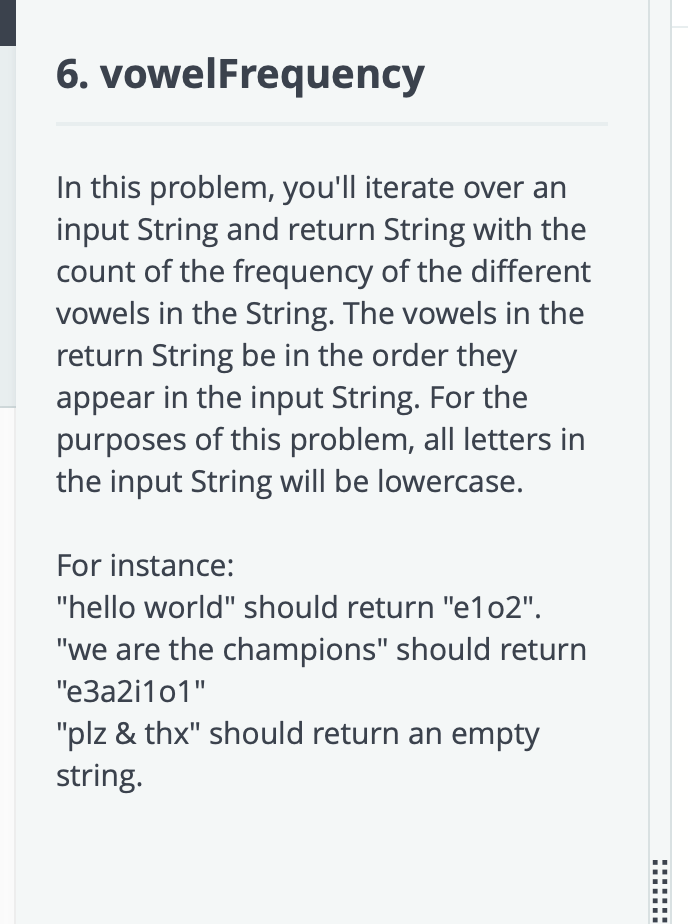 6. vowelFrequency
In this problem, you'll iterate over an
input String and return String with the
count of the frequency of the different
vowels in the String. The vowels in the
return String be in the order they
appear in the input String. For the
purposes of this problem, all letters in
the input String will be lowercase.
For instance:
"hello world" should return "e1o2".
"we are the champions" should return
"e3a2i1o1"
"plz & thx" should return an empty
string.